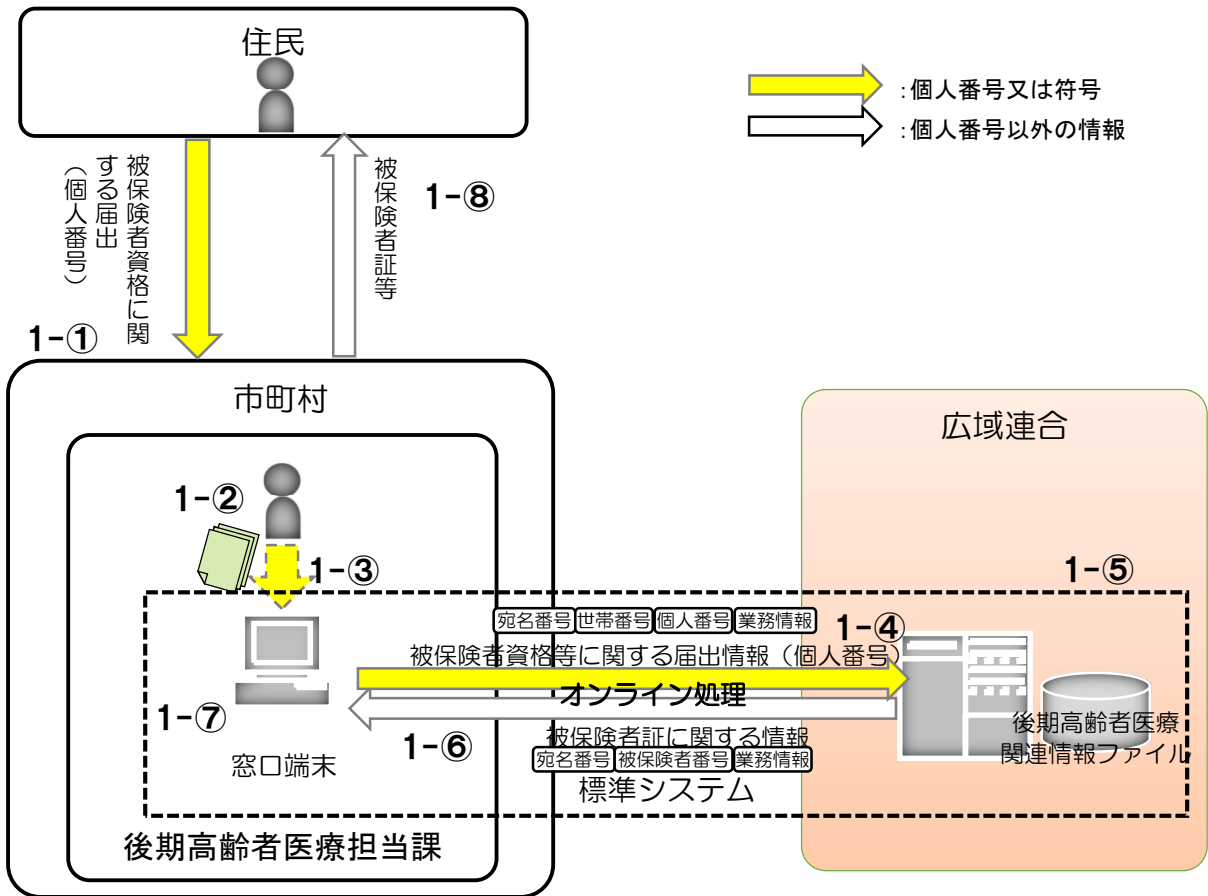 住民
:個人番号又は符号
:個人番号以外の情報
被保険者資格に関
する届出
（個人番号）
被保険者証等
1-⑧
1-①
市町村
広域連合
1-②
1-③
1-⑤
宛名番号 世帯番号 個人番号 業務情報
1-④
被保険者資格等に関する届出情報（個人番号）
オンライン処理
1-⑦
1-⑥
被保険者証に関する情報
宛名番号 被保険者番号 業務情報
窓口端末
標準システム
後期高齢者医療
関連情報ファイル
後期高齢者医療担当課